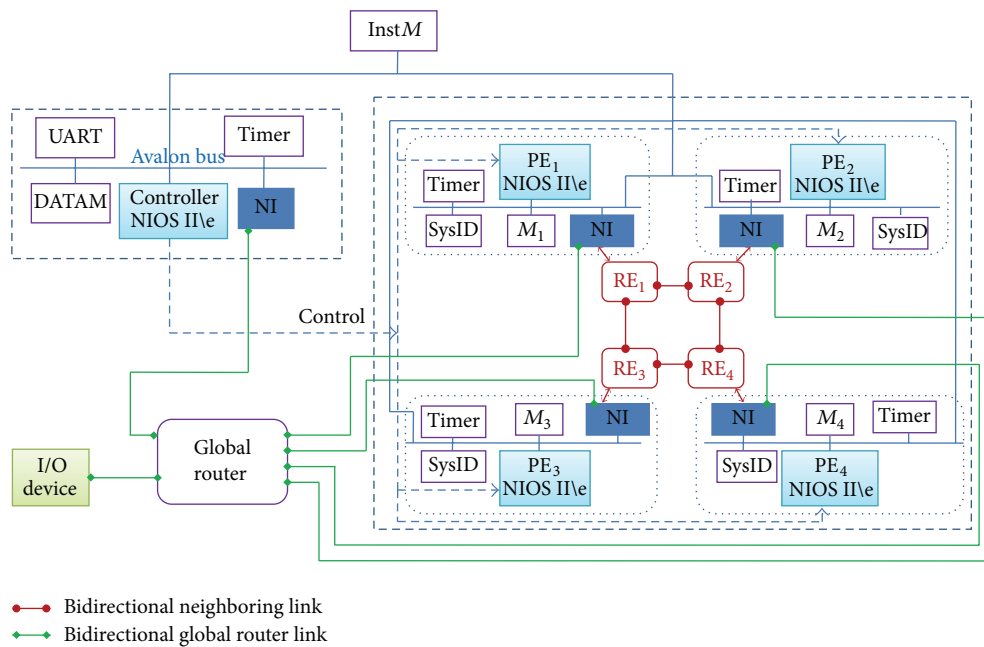 InstM
UART
Timer
Avalon bus
DATAM
Controller
NIOS II\e
NI
PE1
NIOS II\e
Timer
SysID
M1
NI
PE2
NIOS II\e
Timer
NI
M2
SysID
RE1
RE2
Control
RE3
RE4
Timer
M3
NI
SysID
PE3
NIOS II\e
NI
M4
Timer
SysID
PE4
NIOS II\e
Global
router
I/O
device
Bidirectional neighboring link
Bidirectional global router link